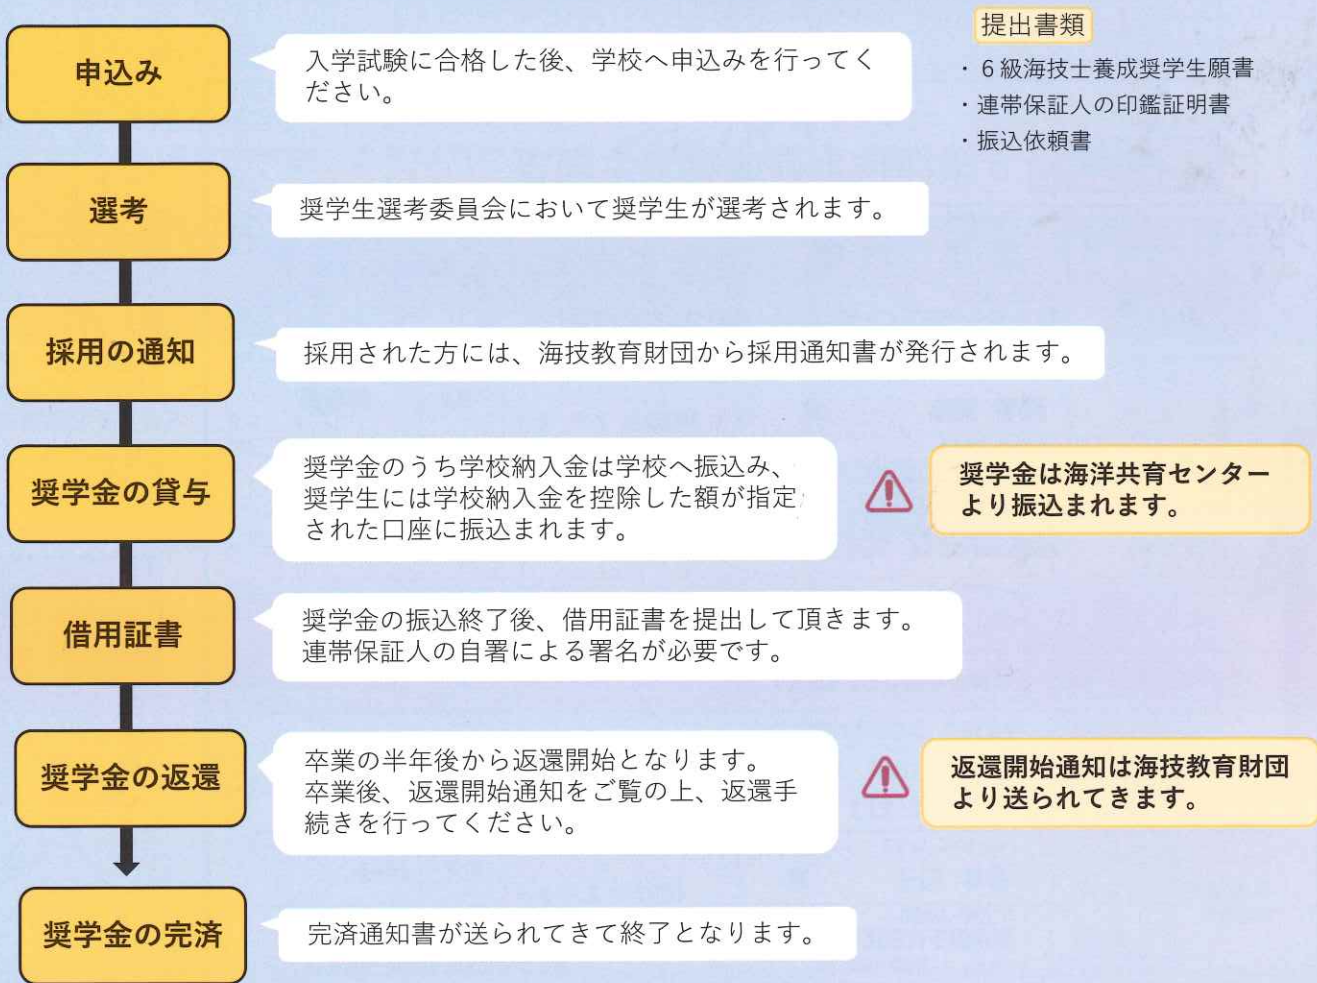 申込み
入学試験に合格した後、学校へ申込みを行ってく
ださい。
提出書類
・６級海技士養成奨学生願書
・連帯保証人の印鑑証明書
・振込依頼書
選考
奨学生選考委員会において奨学生が選考されます。
採用の通知
採用された方には、海技教育財団から採用通知書が発行されます。
奨学金の貸与
奨学金のうち学校納入金は学校へ振込み、
奨学生には学校納入金を控除した額が指定
された口座に振込まれます。
奨学金は海洋共育センター
より振込まれます。
借用証書
奨学金の振込終了後、借用証書を提出して頂きます。
連帯保証人の自署による署名が必要です。
奨学金の返還
卒業の半年後から返還開始となります。
卒業後、返還開始通知をご覧の上、返還手
続きを行ってください。
返還開始通知は海技教育財団
より送られてきます。
奨学金の完済
完済通知書が送られてきて終了となります。